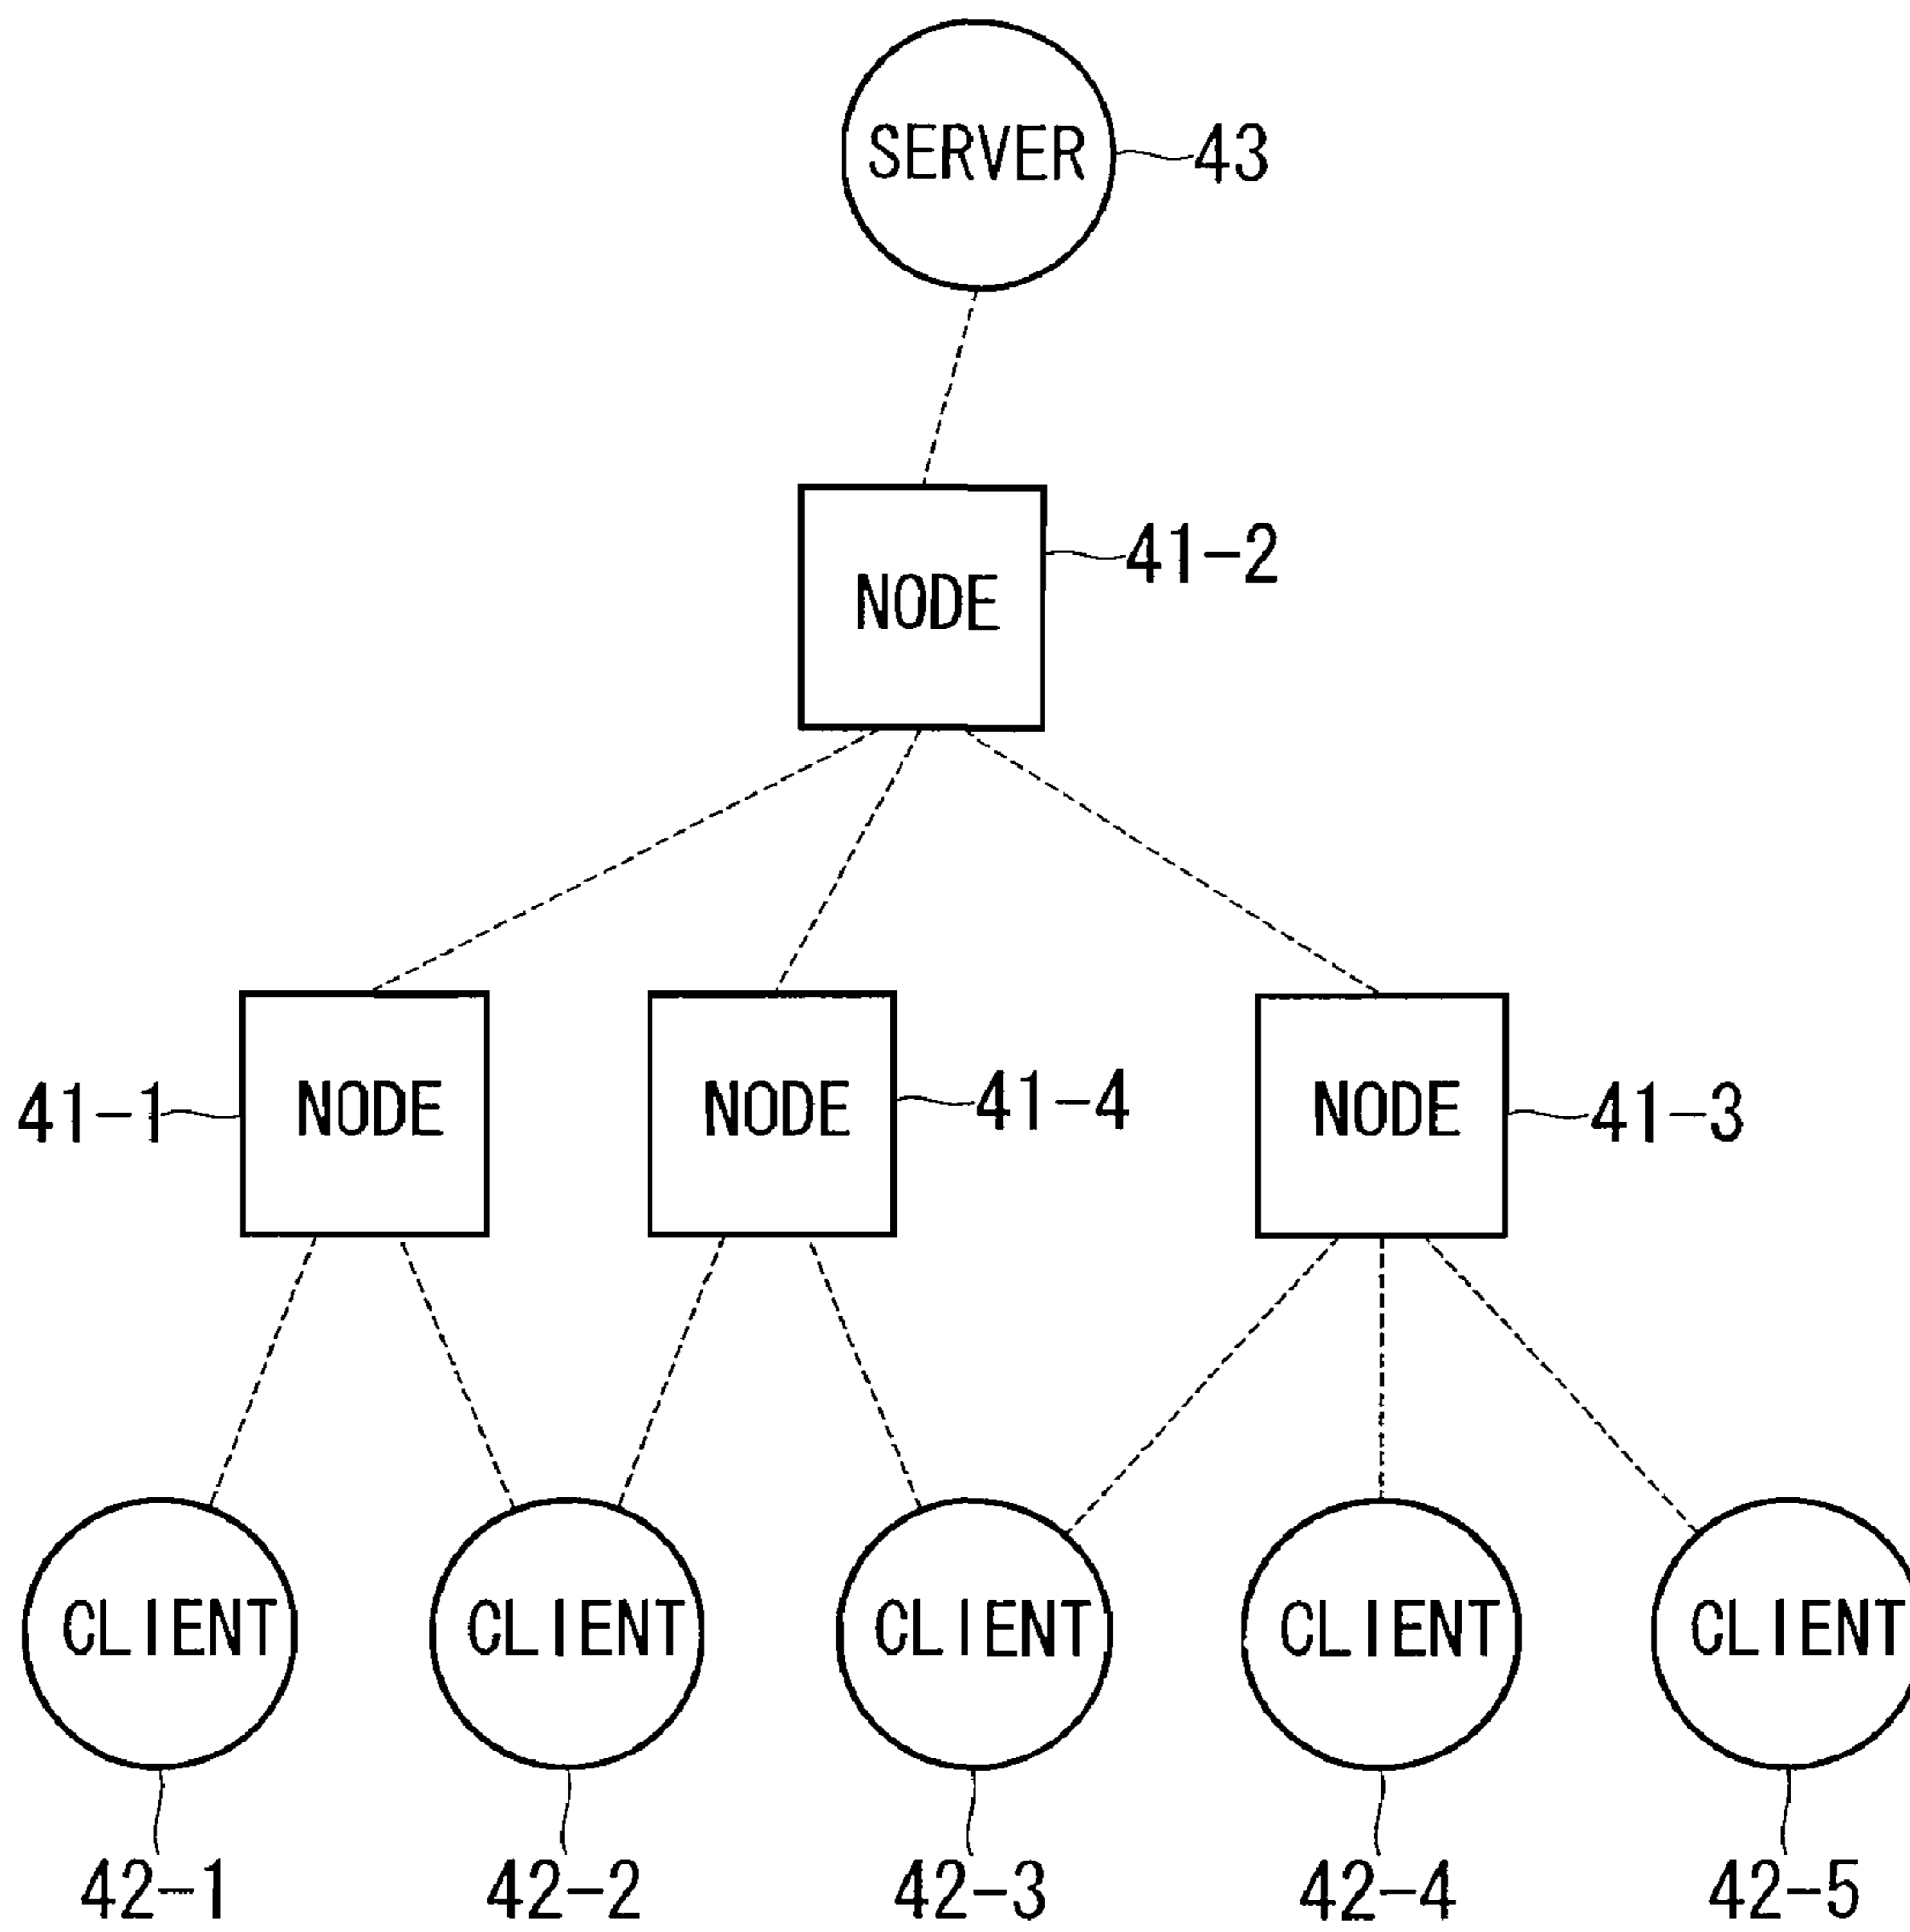 SERVER 43
41-2
NODE
41-1 NODE NODE 41-4 NODE 41-3
CLIENT CLIENT CLIENT CLIENT CLIENT
42-1 42-2 42-3 42-4 42-5